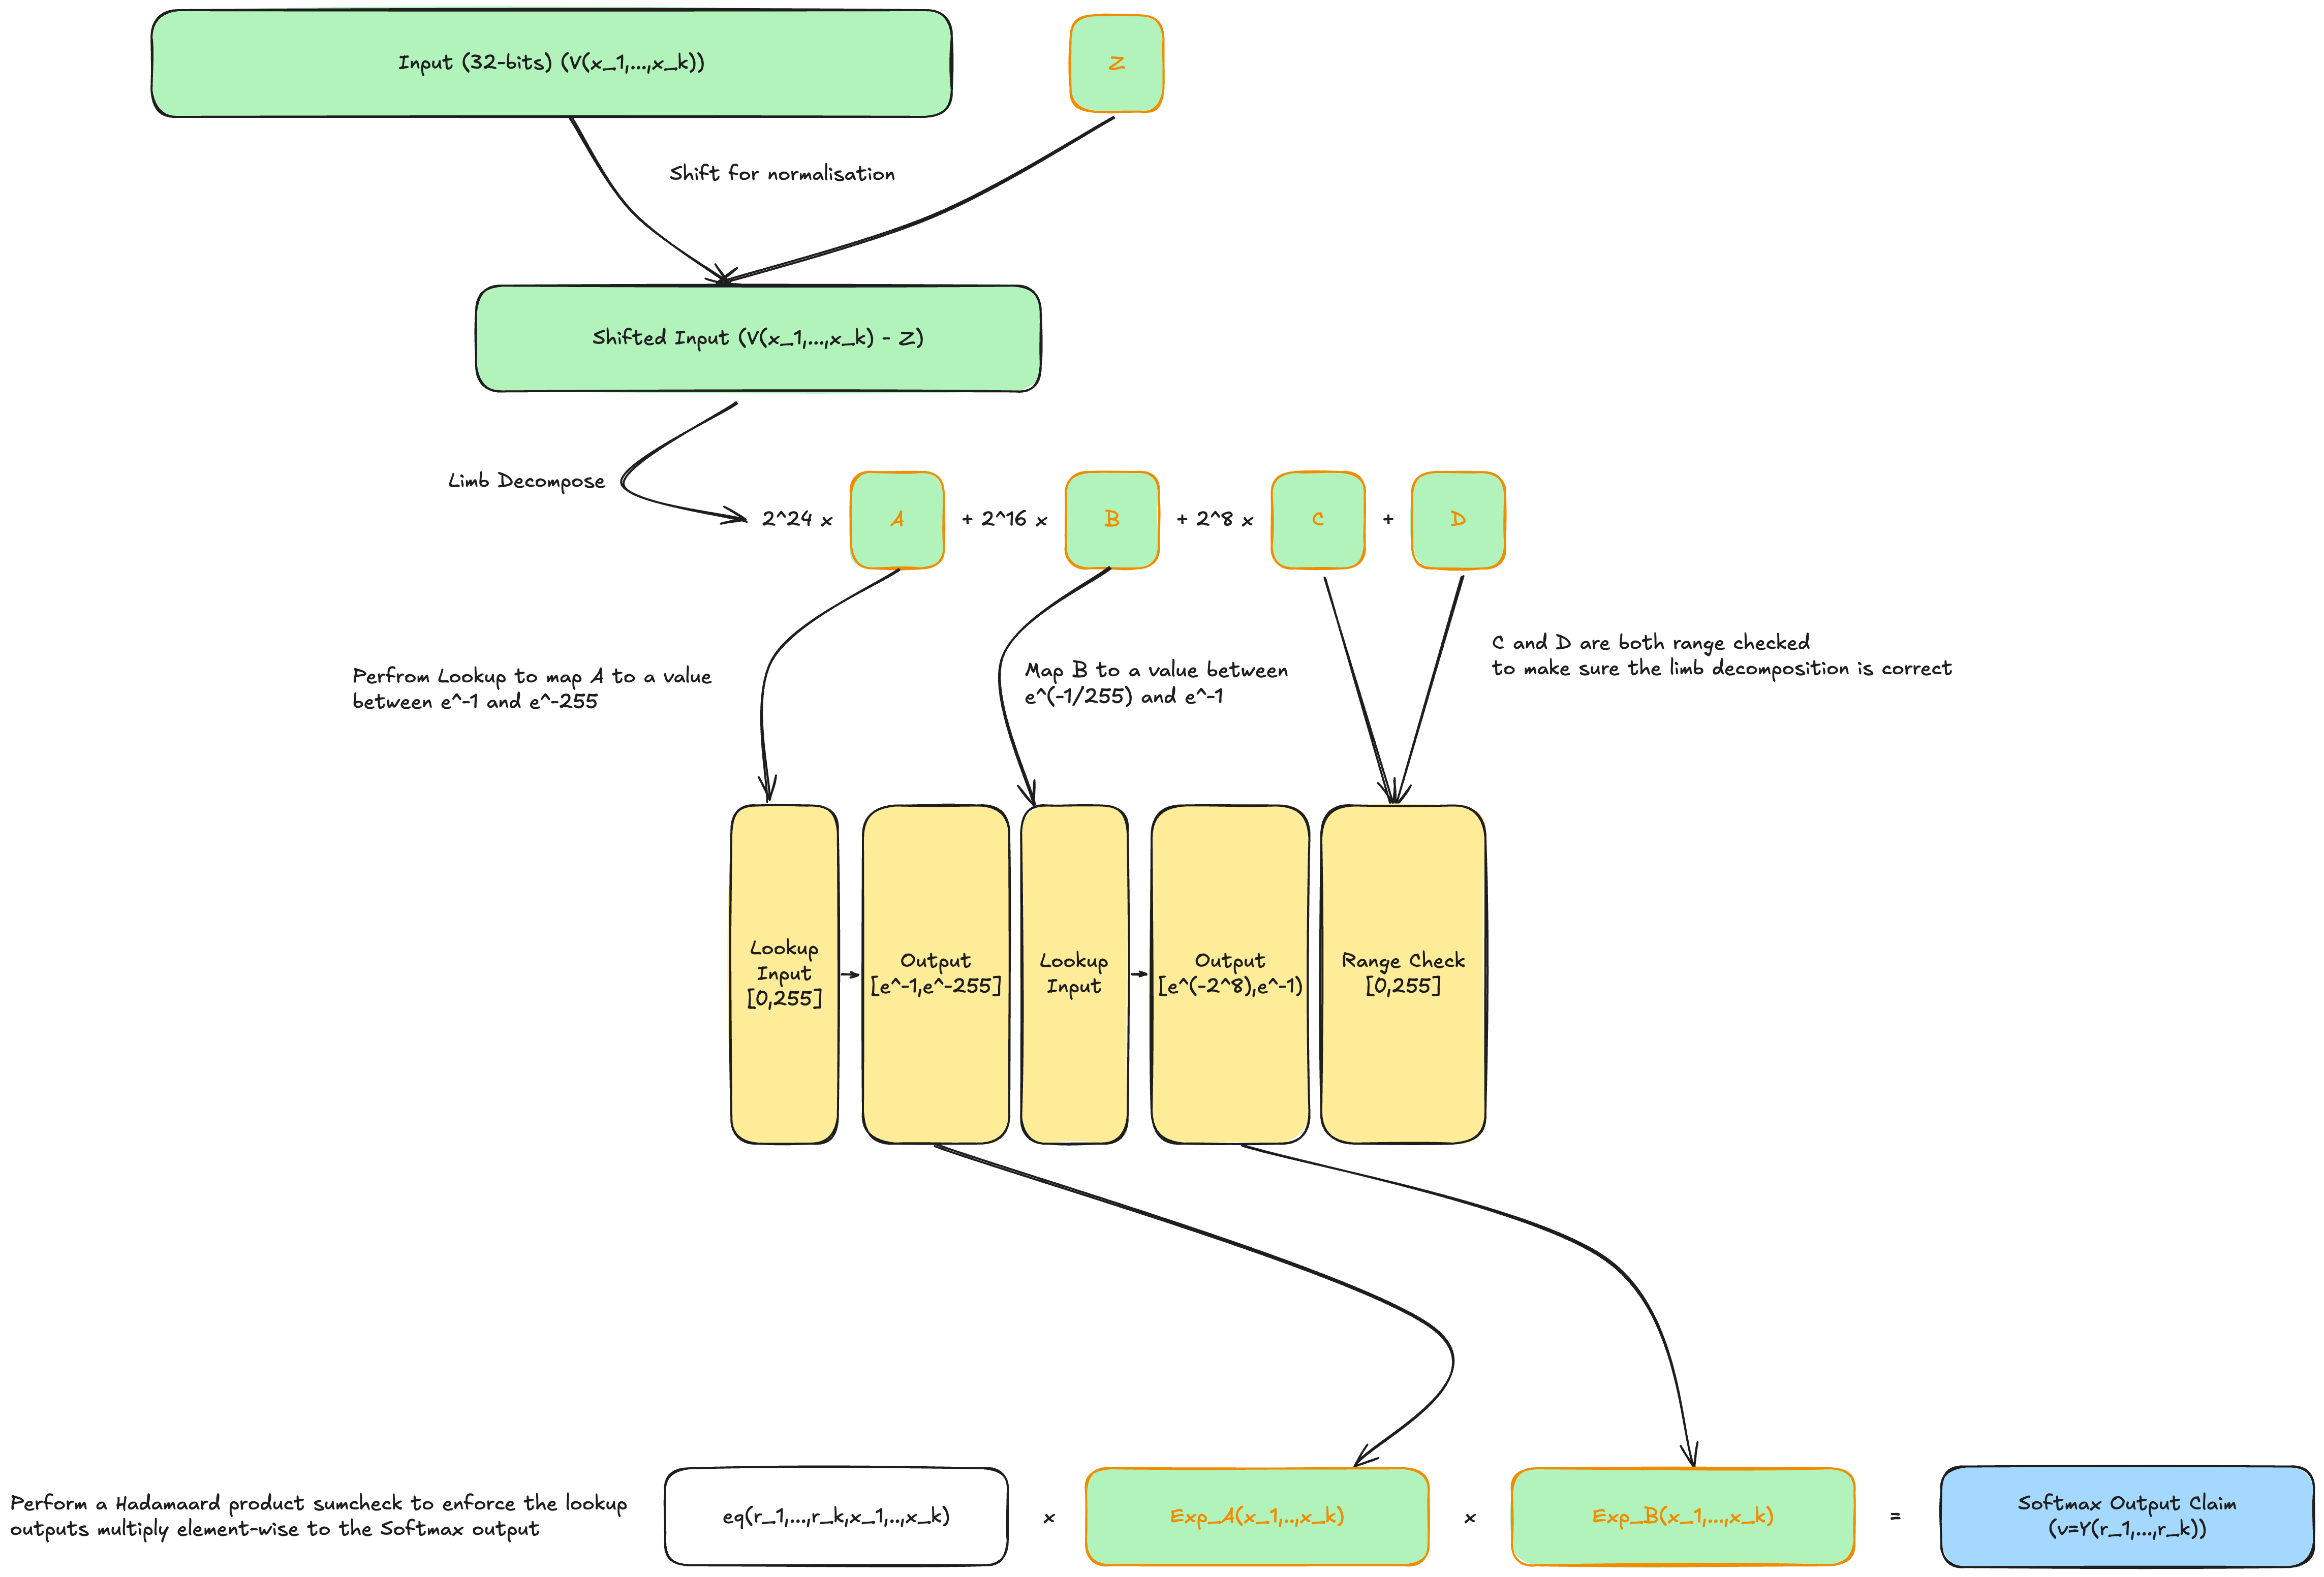 Input (32-bits) (V(x_1,...,x_k))
Z
Shift for normalisation
Shifted Input (V(x_1,...,x_k) - Z)
Limb Decompose
2^24 x
A
+ 2^16 x
B
+ 2^8 x
C
+
D
Perfrom Lookup to map A to a value
between e^-1 and e^-255
Map B to a value between
e^(-1/255) and e^-1
C and D are both range checked
to make sure the limb decomposition is correct
Lookup
Input
[0,255]
Output
[e^-1,e^-255]
Lookup
Input
Output
[e^(-2^8),e^-1)
Range Check
[0,255]
Perform a Hadamaard product sumcheck to enforce the lookup
outputs multiply element-wise to the Softmax output
eq(r_1,...,r_k,x_1,..,x_k)
x
Exp_A(x_1,..,x_k)
x
Exp_B(x_1,...,x_k)
=
Softmax Output Claim
(v=Y(r_1,...,r_k))